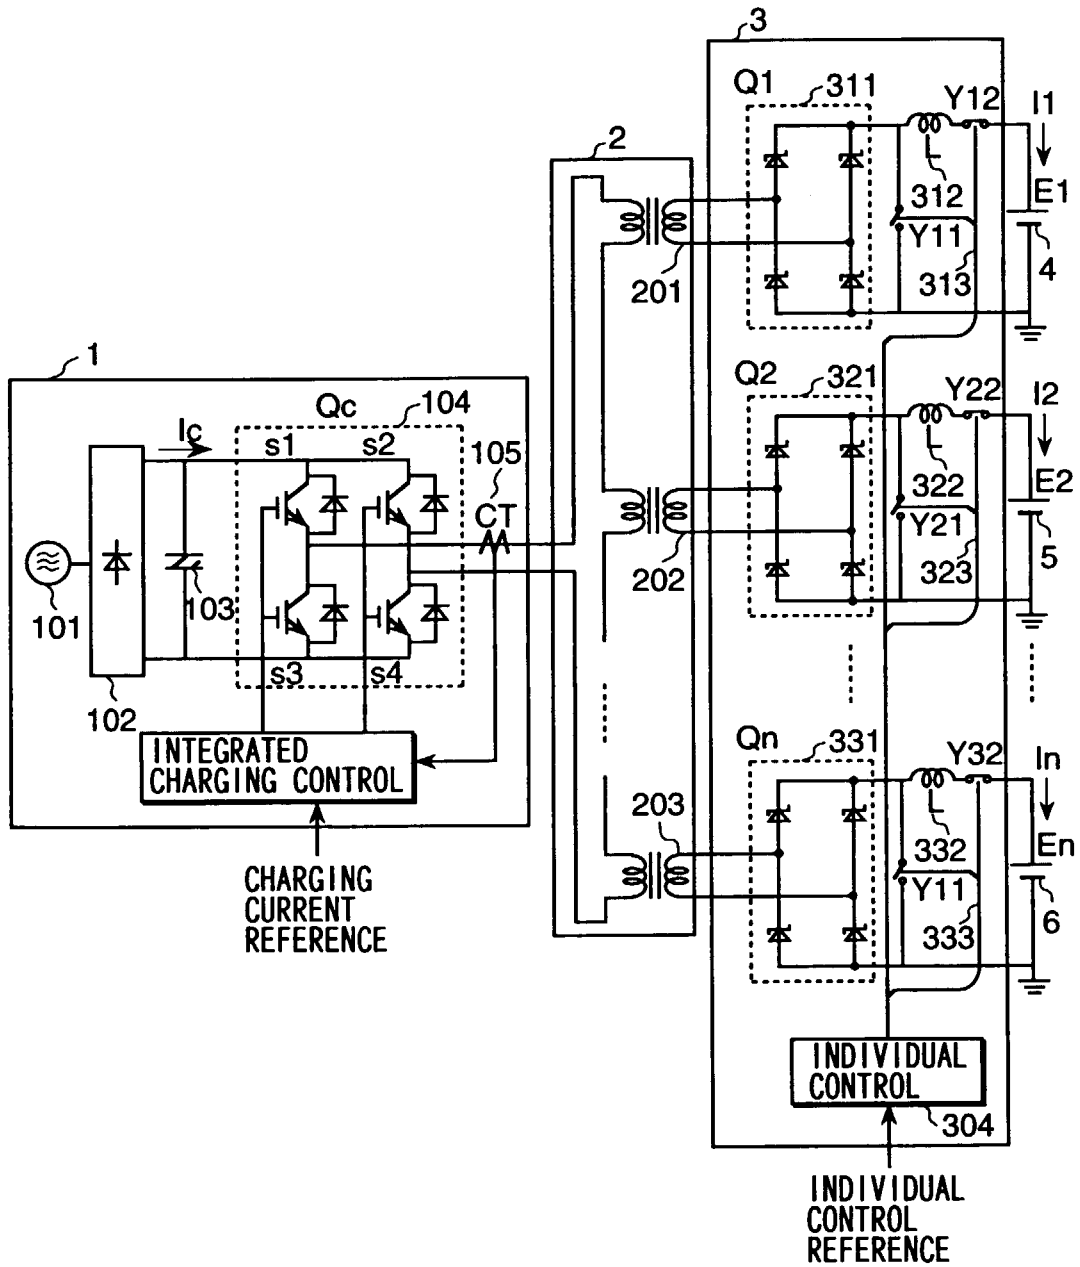 3
Q1
311
Y12
I1
2
312
E1
Y11
4
201
313
1
Q2
321
Y22
I2
Qc
104
Ic
s1
s2
105
322
E2
CT
Y21
5
202
323
103
101
s3
s4
102
Qn
331
Y32
In
INTEGRATED
CHARGING CONTROL
203
332
En
Y11
6
CHARGING
CURRENT
REFERENCE
333
INDIVIDUAL
CONTROL
304
INDIVIDUAL
CONTROL
REFERENCE